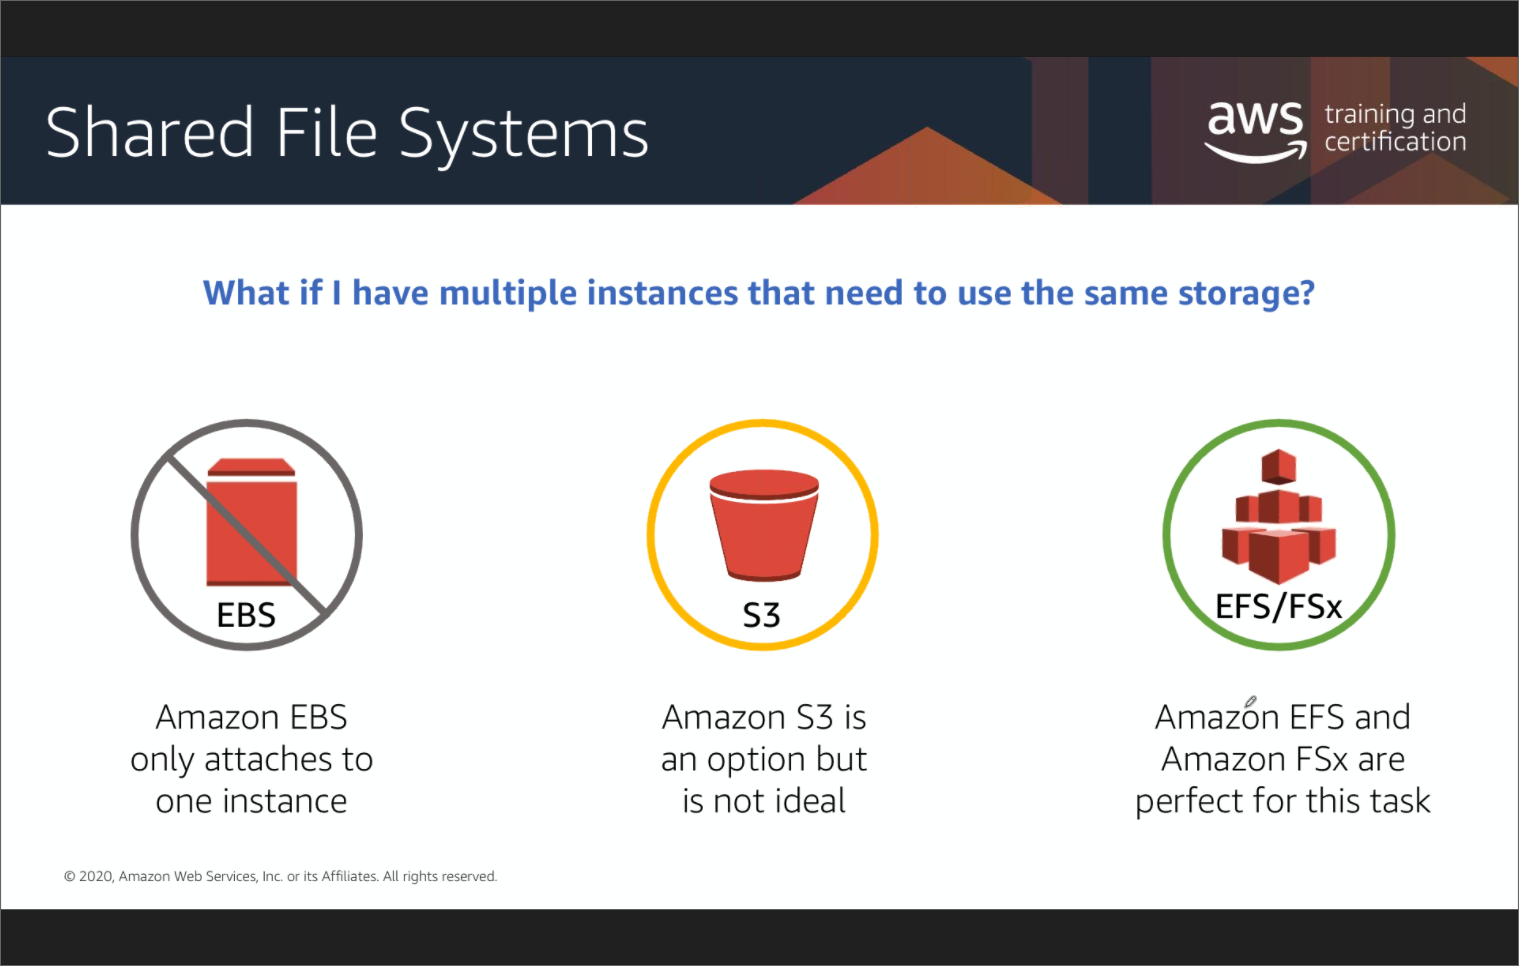 Shared File Systems
aws
training and
certification
What if I have multiple instances that need to use the same storage?
EBS
Amazon EBS
only attaches to
one instance
S3
Amazon S3 is
an option but
is not ideal
EFS/FSx
Amazon EFS and
Amazon FSx are
perfect for this task
© 2020, Amazon Web Services, Inc. or its Affiliates. All rights reserved.